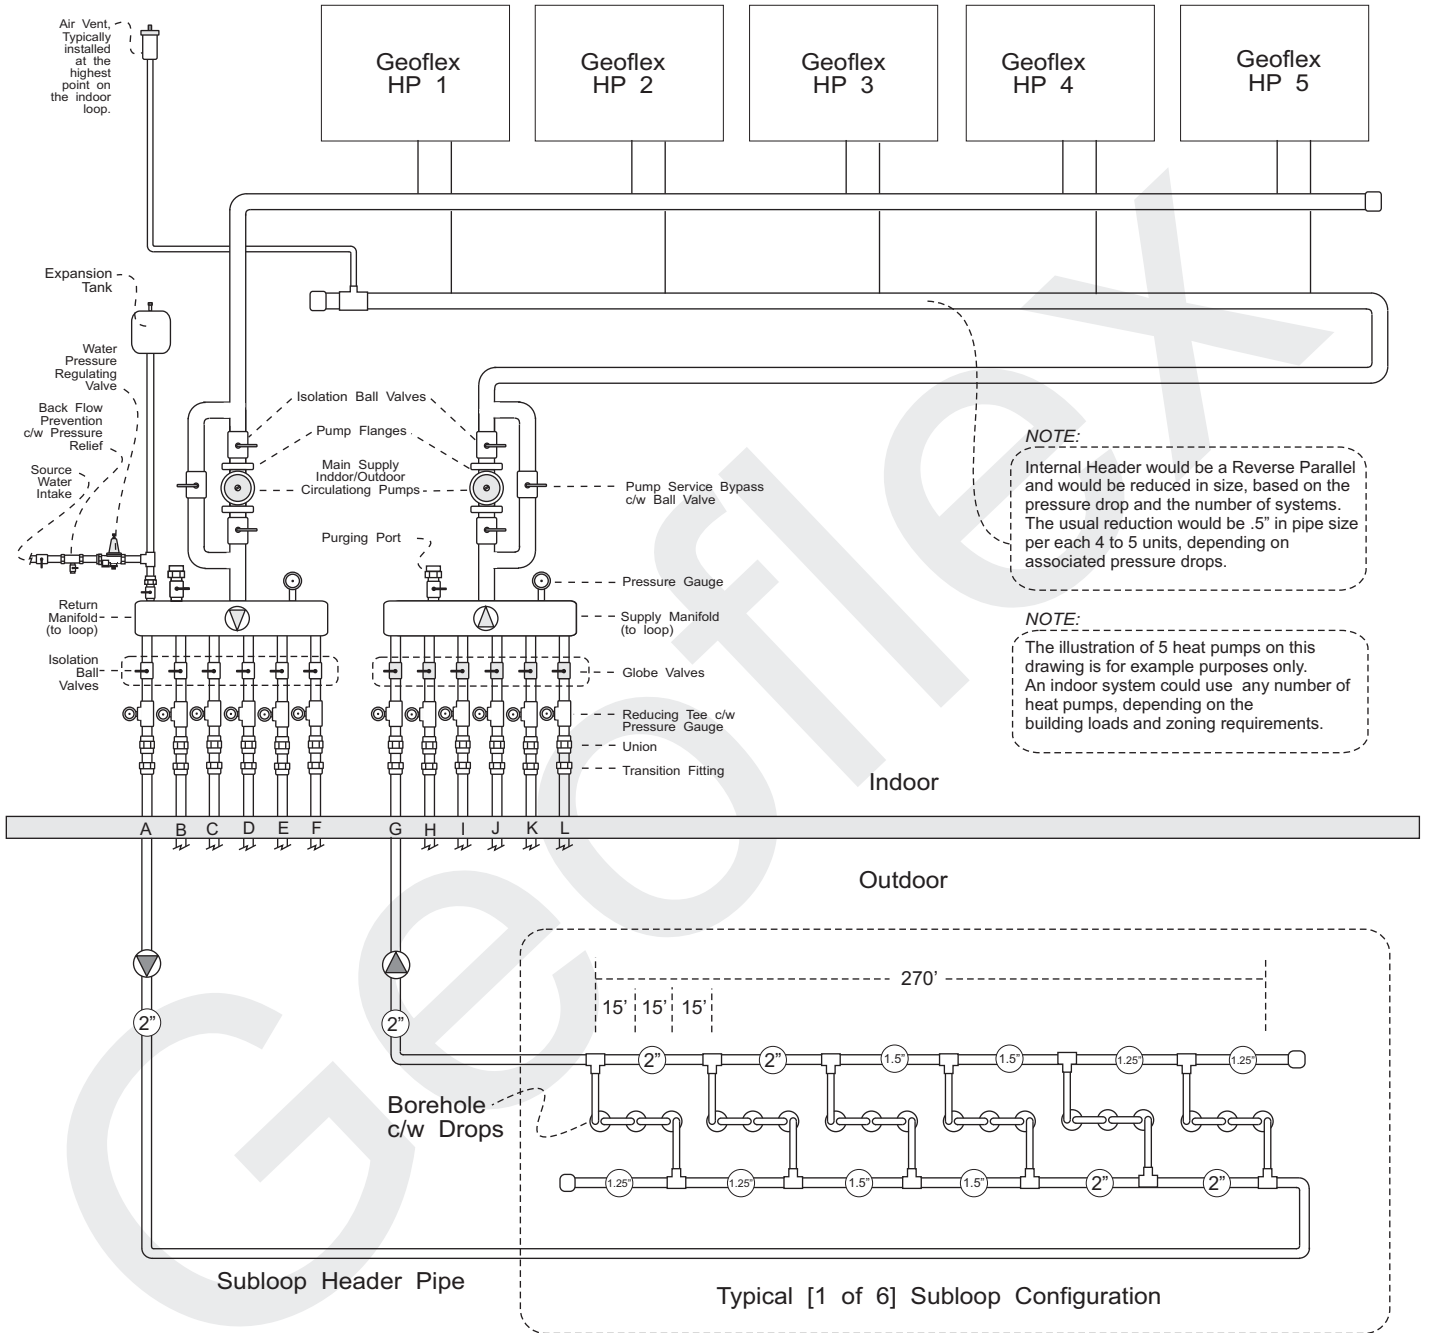 Air Vent,
Typically
installed
at the
highest
point on
the indoor
loop.
Geoflex
HP 1
Geoflex
HP 2
Geoflex
HP 3
Geoflex
HP 4
Geoflex
HP 5
Expansion
Tank
Water
Pressure
Regulating
Valve
Back Flow
Prevention
c/w Pressure
Relief
Source
Water
Intake
Isolation Ball Valves
Pump Flanges
Main Supply
Inddor/Outdoor
Circulationg Pumps
Purging Port
Pump Service Bypass
c/w Ball Valve
Pressure Gauge
Return
Manifold
(to loop)
Supply Manifold
(to loop)
Isolation
Ball
Valves
Globe Valves
Reducing Tee c/w
Pressure Gauge
Union
Transition Fitting
NOTE:
Internal Header would be a Reverse Parallel
and would be reduced in size, based on the
pressure drop and the number of systems.
The usual reduction would be .5” in pipe size
per each 4 to 5 units, depending on
associated pressure drops.
NOTE:
The illustration of 5 heat pumps on this
drawing is for example purposes only.
An indoor system could use any number of
heat pumps, depending on the
building loads and zoning requirements.
Indoor
A B C D E F G H I J K L
Outdoor
270’
15’ 15’ 15’
2” 2”
2” 2” 1.5” 1.5” 1.25” 1.25”
Borehole
c/w Drops
1.25” 1.25” 1.5” 1.5” 2” 2”
Subloop Header Pipe
Typical [1 of 6] Subloop Configuration
Geoflex